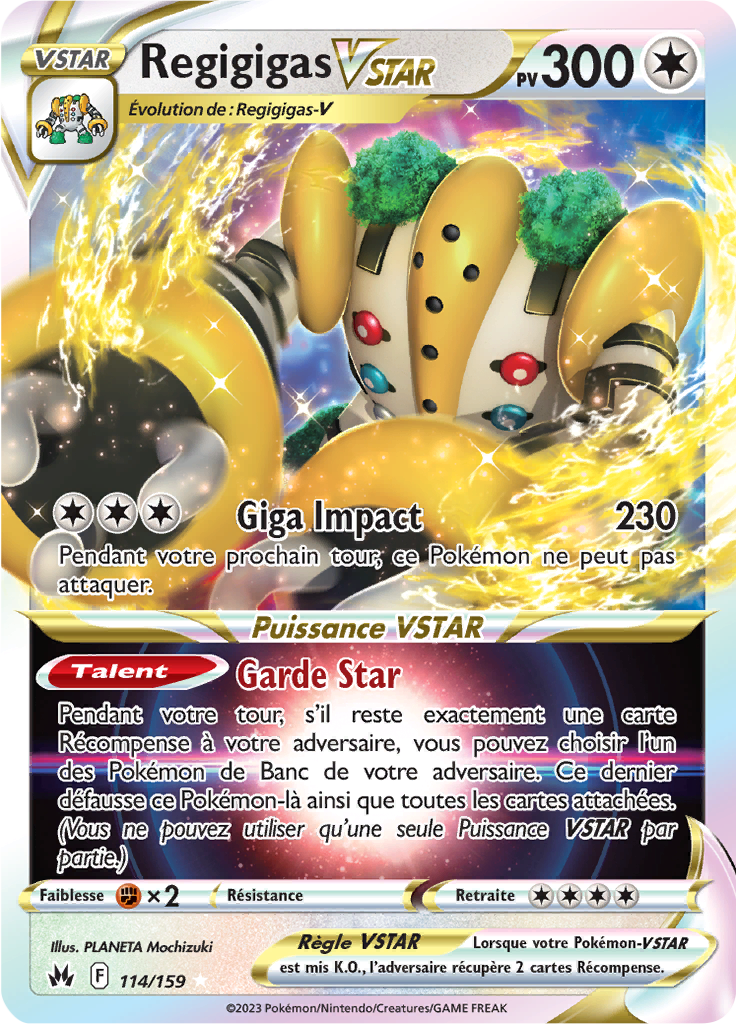 VSTAR
Regigigas VSTAR PV 300
Évolution de : Regigigas-V
Giga Impact 230
Pendant votre prochain tour, ce Pokémon ne peut pas
attaquer.
Puissance VSTAR
Talent Garde Star
Pendant votre tour, s'il reste exactement une carte
Récompense à votre adversaire, vous pouvez choisir l'un
des Pokémon de Banc de votre adversaire. Ce dernier
défausse ce Pokémon-là ainsi que toutes les cartes attachées.
(Vous ne pouvez utiliser qu'une seule Puissance VSTAR par
partie.)
Faiblesse ×2 Résistance Retraite
Illus. PLANETA Mochizuki
Règle VSTAR Lorsque votre Pokémon-VSTAR
est mis K.O., l'adversaire récupère 2 cartes Récompense.
F 114/159
©2023 Pokémon/Nintendo/Creatures/GAME FREAK